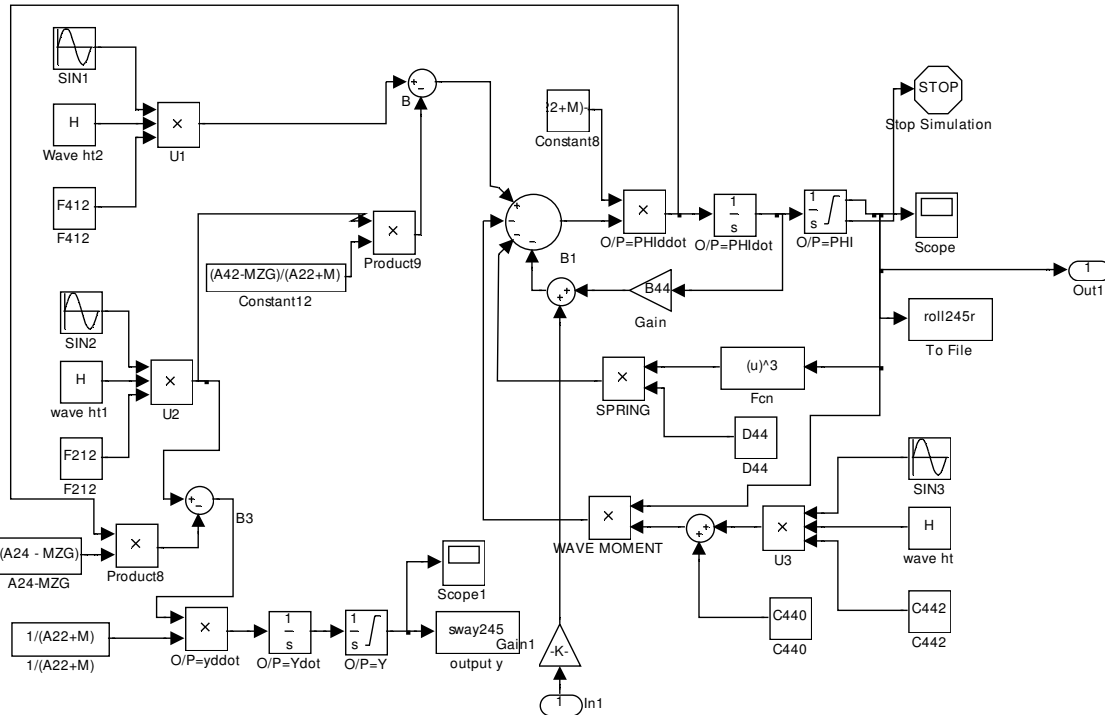 SIN1
H
Wave ht2
×
U1
F412
F412
+
−
B
22+M)-
Constant8
STOP
Stop Simulation
×
Product9
(A42-MZG)/(A22+M)
Constant12
+
−
−
−
B1
×
O/P=PHIddot
1
s
O/P=PHIdot
1
s
O/P=PHI
Scope
1
Out1
+
+
B44
Gain
roll245r
To File
SIN2
H
wave ht1
×
U2
F212
F212
×
SPRING
(u)^3
Fcn
D44
D44
SIN3
+
−
B3
×
WAVE MOMENT
+
+
×
U3
H
wave ht
(A24 - MZG)
A24-MZG
×
Product8
Scope1
C440
C440
C442
C442
1/(A22+M)
1/(A22+M)
×
O/P=yddot
1
s
O/P=Ydot
1
s
O/P=Y
sway245
output y
Gain1
-K-
1
In1